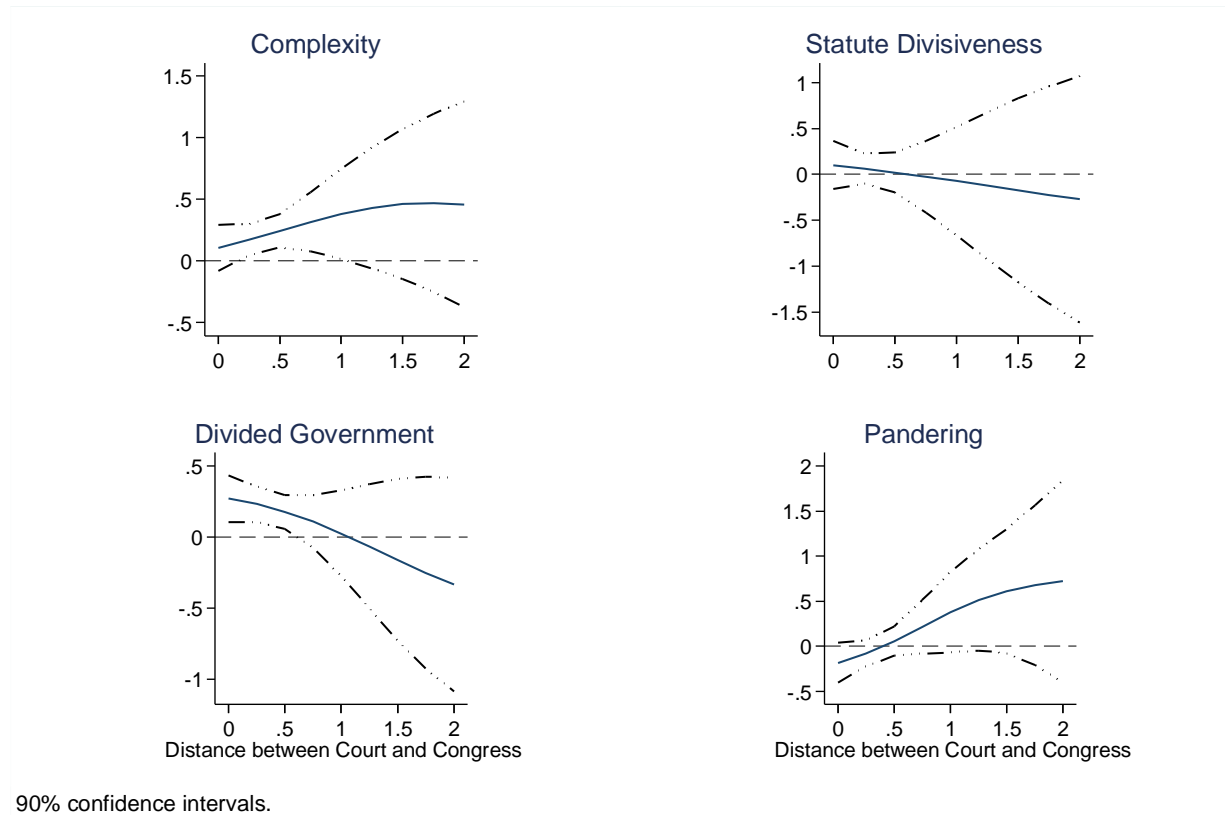 Complexity
1.5
1
.5
0
-.5
0 .5 1 1.5 2
Statute Divisiveness
1
.5
0
-.5
-1
-1.5
0 .5 1 1.5 2
Divided Government
.5
0
-.5
-1
0 .5 1 1.5 2
Distance between Court and Congress
Pandering
2
1.5
1
.5
0
-.5
0 .5 1 1.5 2
Distance between Court and Congress
90% confidence intervals.